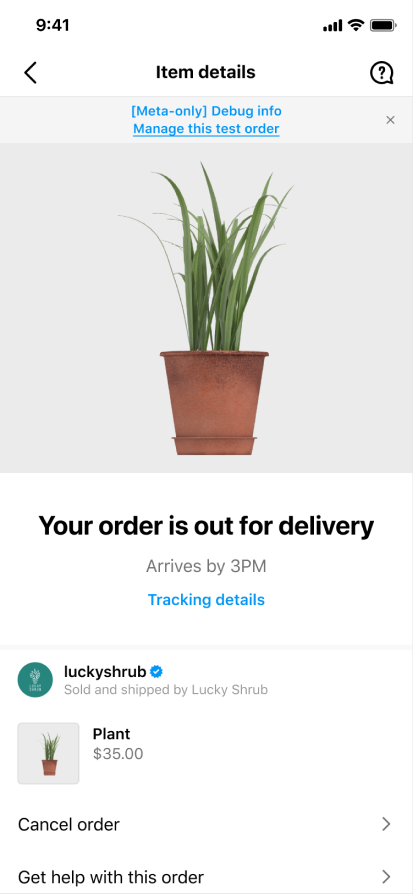 9:41
Item details
[Meta-only] Debug info
Manage this test order
Your order is out for delivery
Arrives by 3PM
Tracking details
luckyshrub
Sold and shipped by Lucky Shrub
LUCKY
SHRUB
Plant
$35.00
Cancel order
Get help with this order